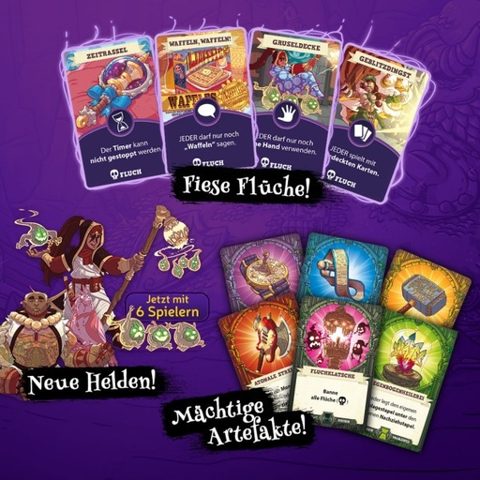 ZEITRASSEL
WAFFELN, WAFFELN!
GRUSELDECKE
GEBLITZDINGST
WAFFLES
Der Timer kann
nicht gestoppt werden.
FLUCH
JEDER darf nur noch
„Waffeln“ sagen.
FLUCH
JEDER darf nur noch
eine Hand verwenden.
FLUCH
JEDER spielt mit
verdeckten Karten.
FLUCH
Fiese Flüche!
Jetzt mit
6 Spielern
Neue Helden!
FLUCHKLATSCHE
Banne
alle Flüche
Mächtige
Artefakte!